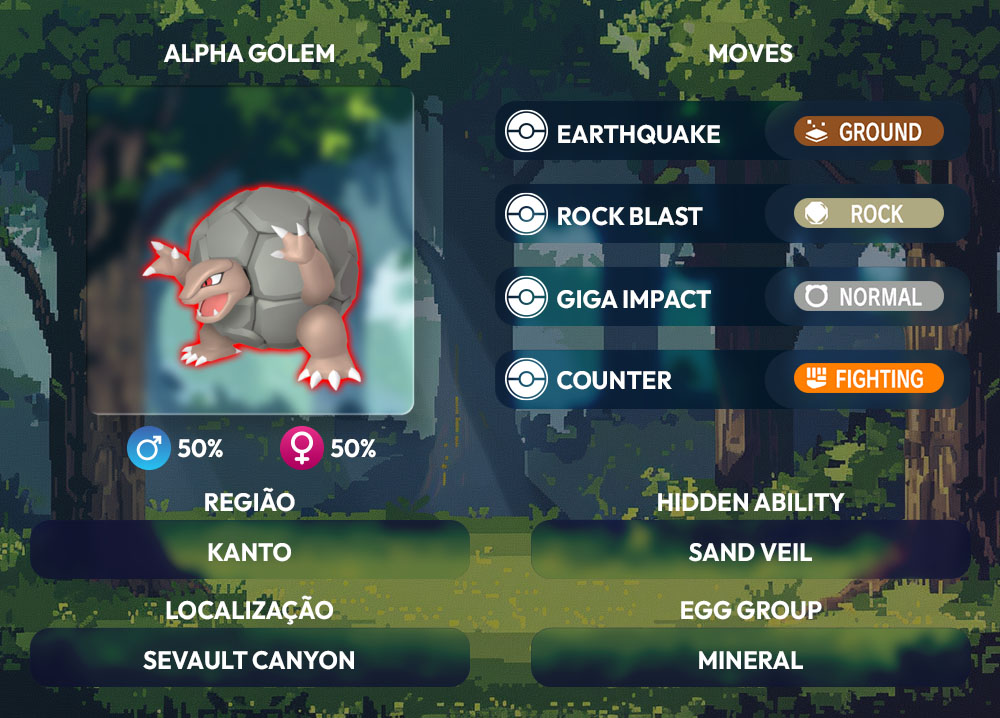 ALPHA GOLEM
50%
50%
REGIÃO
KANTO
LOCALIZAÇÃO
SEVAULT CANYON
MOVES
EARTHQUAKE GROUND
ROCK BLAST ROCK
GIGA IMPACT NORMAL
COUNTER FIGHTING
HIDDEN ABILITY
SAND VEIL
EGG GROUP
MINERAL